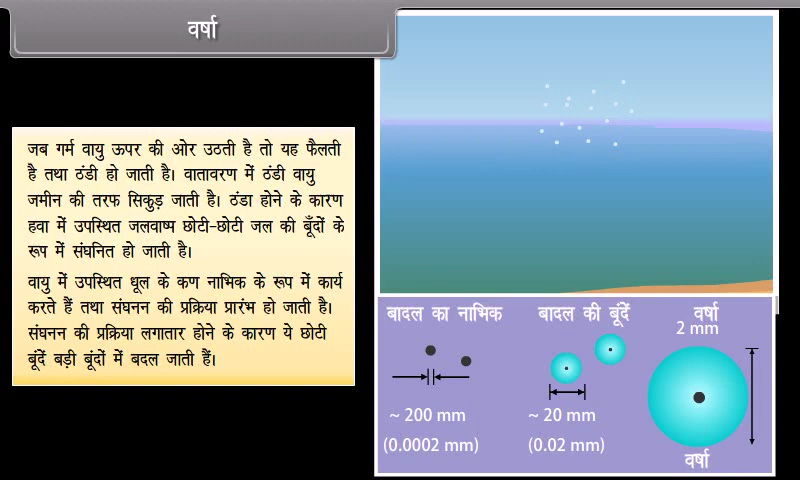 वर्षा
जब गर्म वायु ऊपर की ओर उठती है तो यह फैलती
है तथा ठंडी हो जाती है। वातावरण में ठंडी वायु
जमीन की तरफ सिकुड़ जाती है। ठंडा होने के कारण
हवा में उपस्थित जलवाष्प छोटी-छोटी जल की बूँदों के
रूप में संघनित हो जाती है।
वायु में उपस्थित धूल के कण नाभिक के रूप में कार्य
करते हैं तथा संघनन की प्रक्रिया प्रारंभ हो जाती है।
संघनन की प्रक्रिया लगातार होने के कारण ये छोटी
बूंदें बड़ी बूंदों में बदल जाती हैं।
बादल का नाभिक
~ 200 mm
(0.0002 mm)
बादल की बूंदें
~ 20 mm
(0.02 mm)
वर्षा
2 mm
वर्षा